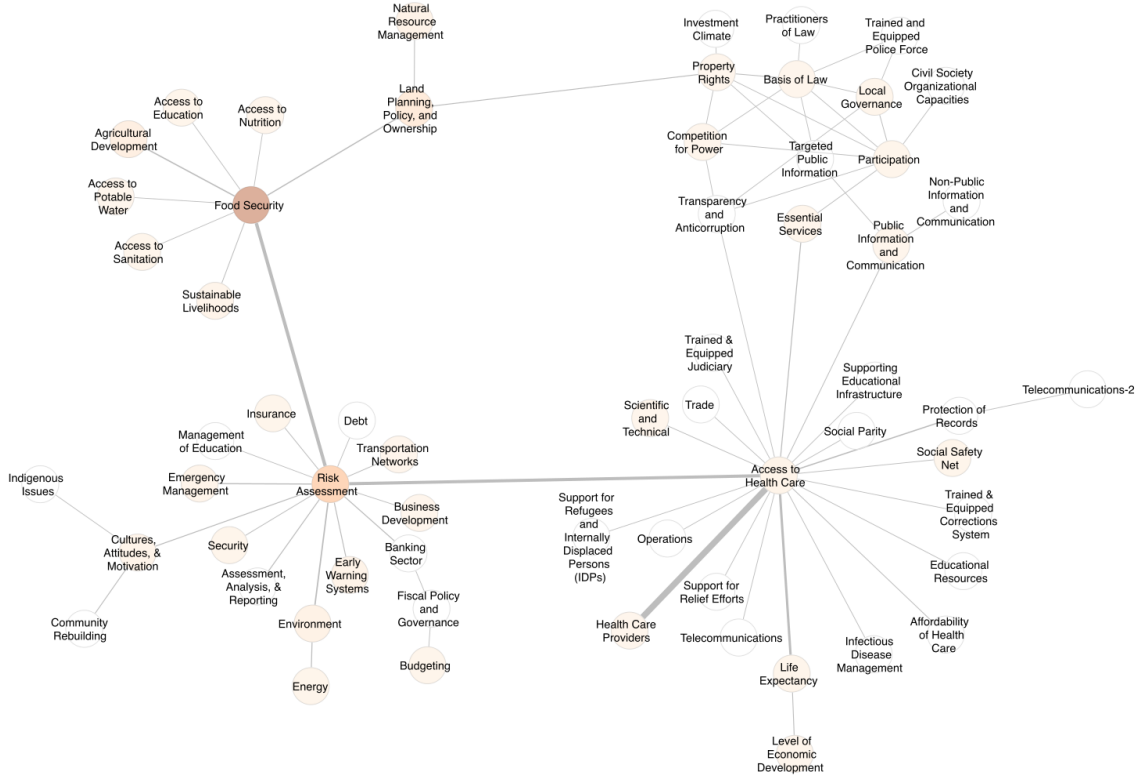 Natural
Resource
Management
Investment
Climate
Practitioners
of Law
Trained and
Equipped
Police Force
Property
Rights
Basis of Law
Civil Society
Organizational
Capacities
Local
Governance
Land
Planning,
Policy, and
Ownership
Access to
Education
Access to
Nutrition
Agricultural
Development
Competition
for Power
Targeted
Public
Information
Participation
Access to
Potable
Water
Food Security
Non-Public
Information
and
Communication
Transparency
and
Anticorruption
Essential
Services
Public
Information
and
Communication
Access to
Sanitation
Sustainable
Livelihoods
Trained &
Equipped
Judiciary
Supporting
Educational
Infrastructure
Telecommunications-2
Scientific
and
Technical
Trade
Protection of
Records
Social Parity
Insurance
Debt
Management
of Education
Transportation
Networks
Social Safety
Net
Indigenous
Issues
Emergency
Management
Risk
Assessment
Access to
Health Care
Business
Development
Support for
Refugees
and
Internally
Displaced
Persons
(IDPs)
Trained &
Equipped
Corrections
System
Operations
Cultures,
Attitudes, &
Motivation
Security
Banking
Sector
Assessment,
Analysis, &
Reporting
Early
Warning
Systems
Educational
Resources
Support for
Relief Efforts
Fiscal Policy
and
Governance
Community
Rebuilding
Environment
Health Care
Providers
Telecommunications
Affordability
of Health
Care
Infectious
Disease
Management
Budgeting
Life
Expectancy
Energy
Level of
Economic
Development